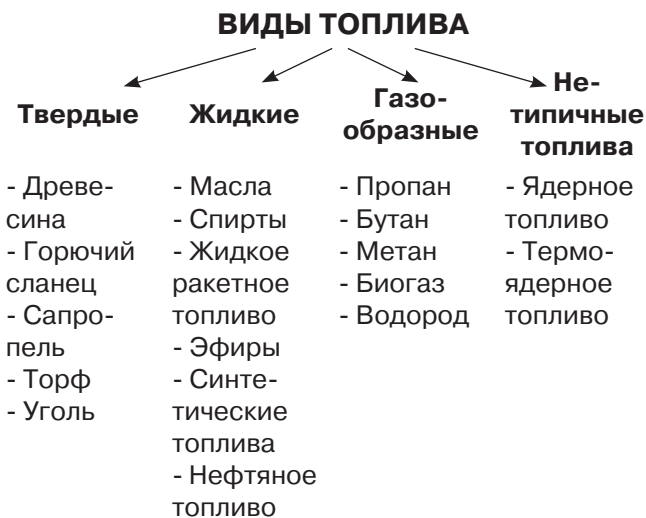 ВИДЫ ТОПЛИВА
Твердые
- Древе-
сина
- Горючий
сланец
- Сапро-
пель
- Торф
- Уголь
Жидкие
- Масла
- Спирты
- Жидкое
ракетное
топливо
- Эфиры
- Синте-
тические
топлива
- Нефтяное
топливо
Газо-
образные
- Пропан
- Бутан
- Метан
- Биогаз
- Водород
Не-
типичные
топлива
- Ядерное
топливо
- Термо-
ядерное
топливо